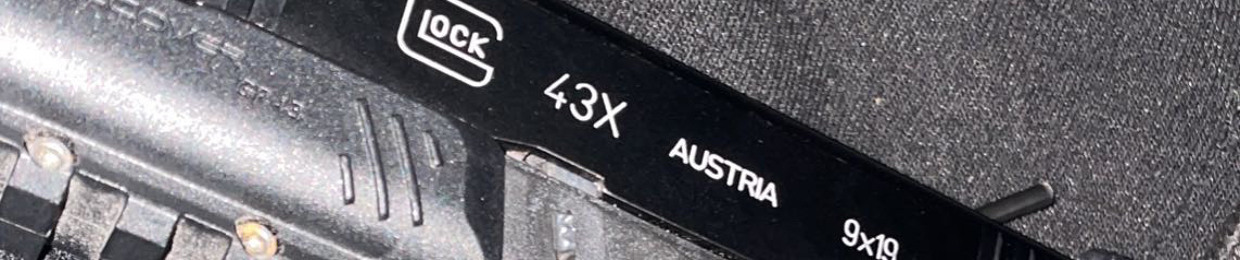 GLOCK
43X
AUSTRIA
9x19